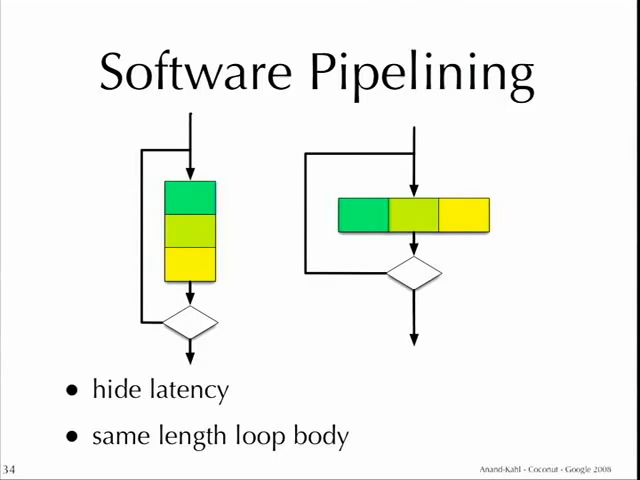 Software Pipelining
• hide latency
• same length loop body
34
Anand-Kahl - Coconut - Google 2008